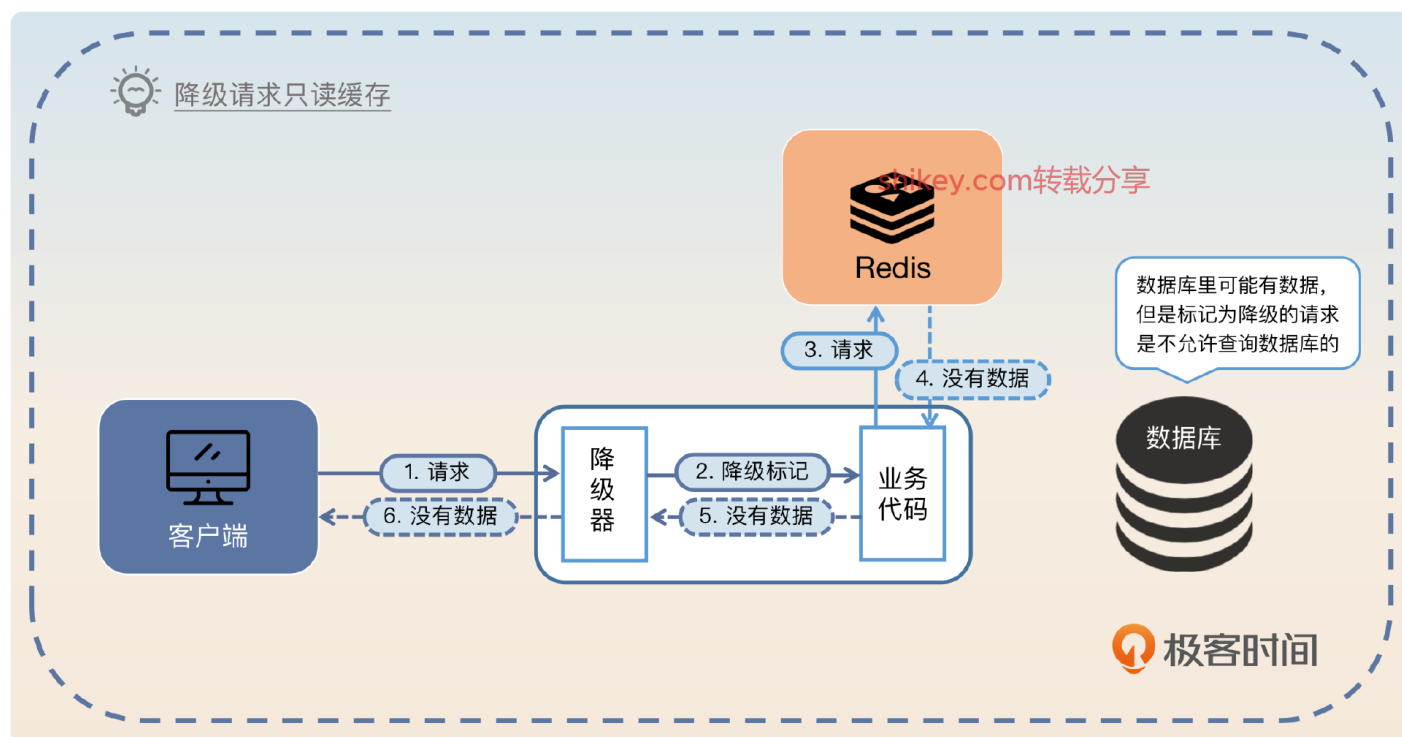 降级请求只读缓存
shikey.com转载分享
Redis
数据库里可能有数据，
但是标记为降级的请求
是不允许查询数据库的
3. 请求
4. 没有数据
数据库
降
级
器
业务
代码
1. 请求
2. 降级标记
6. 没有数据
5. 没有数据
客户端
极客时间